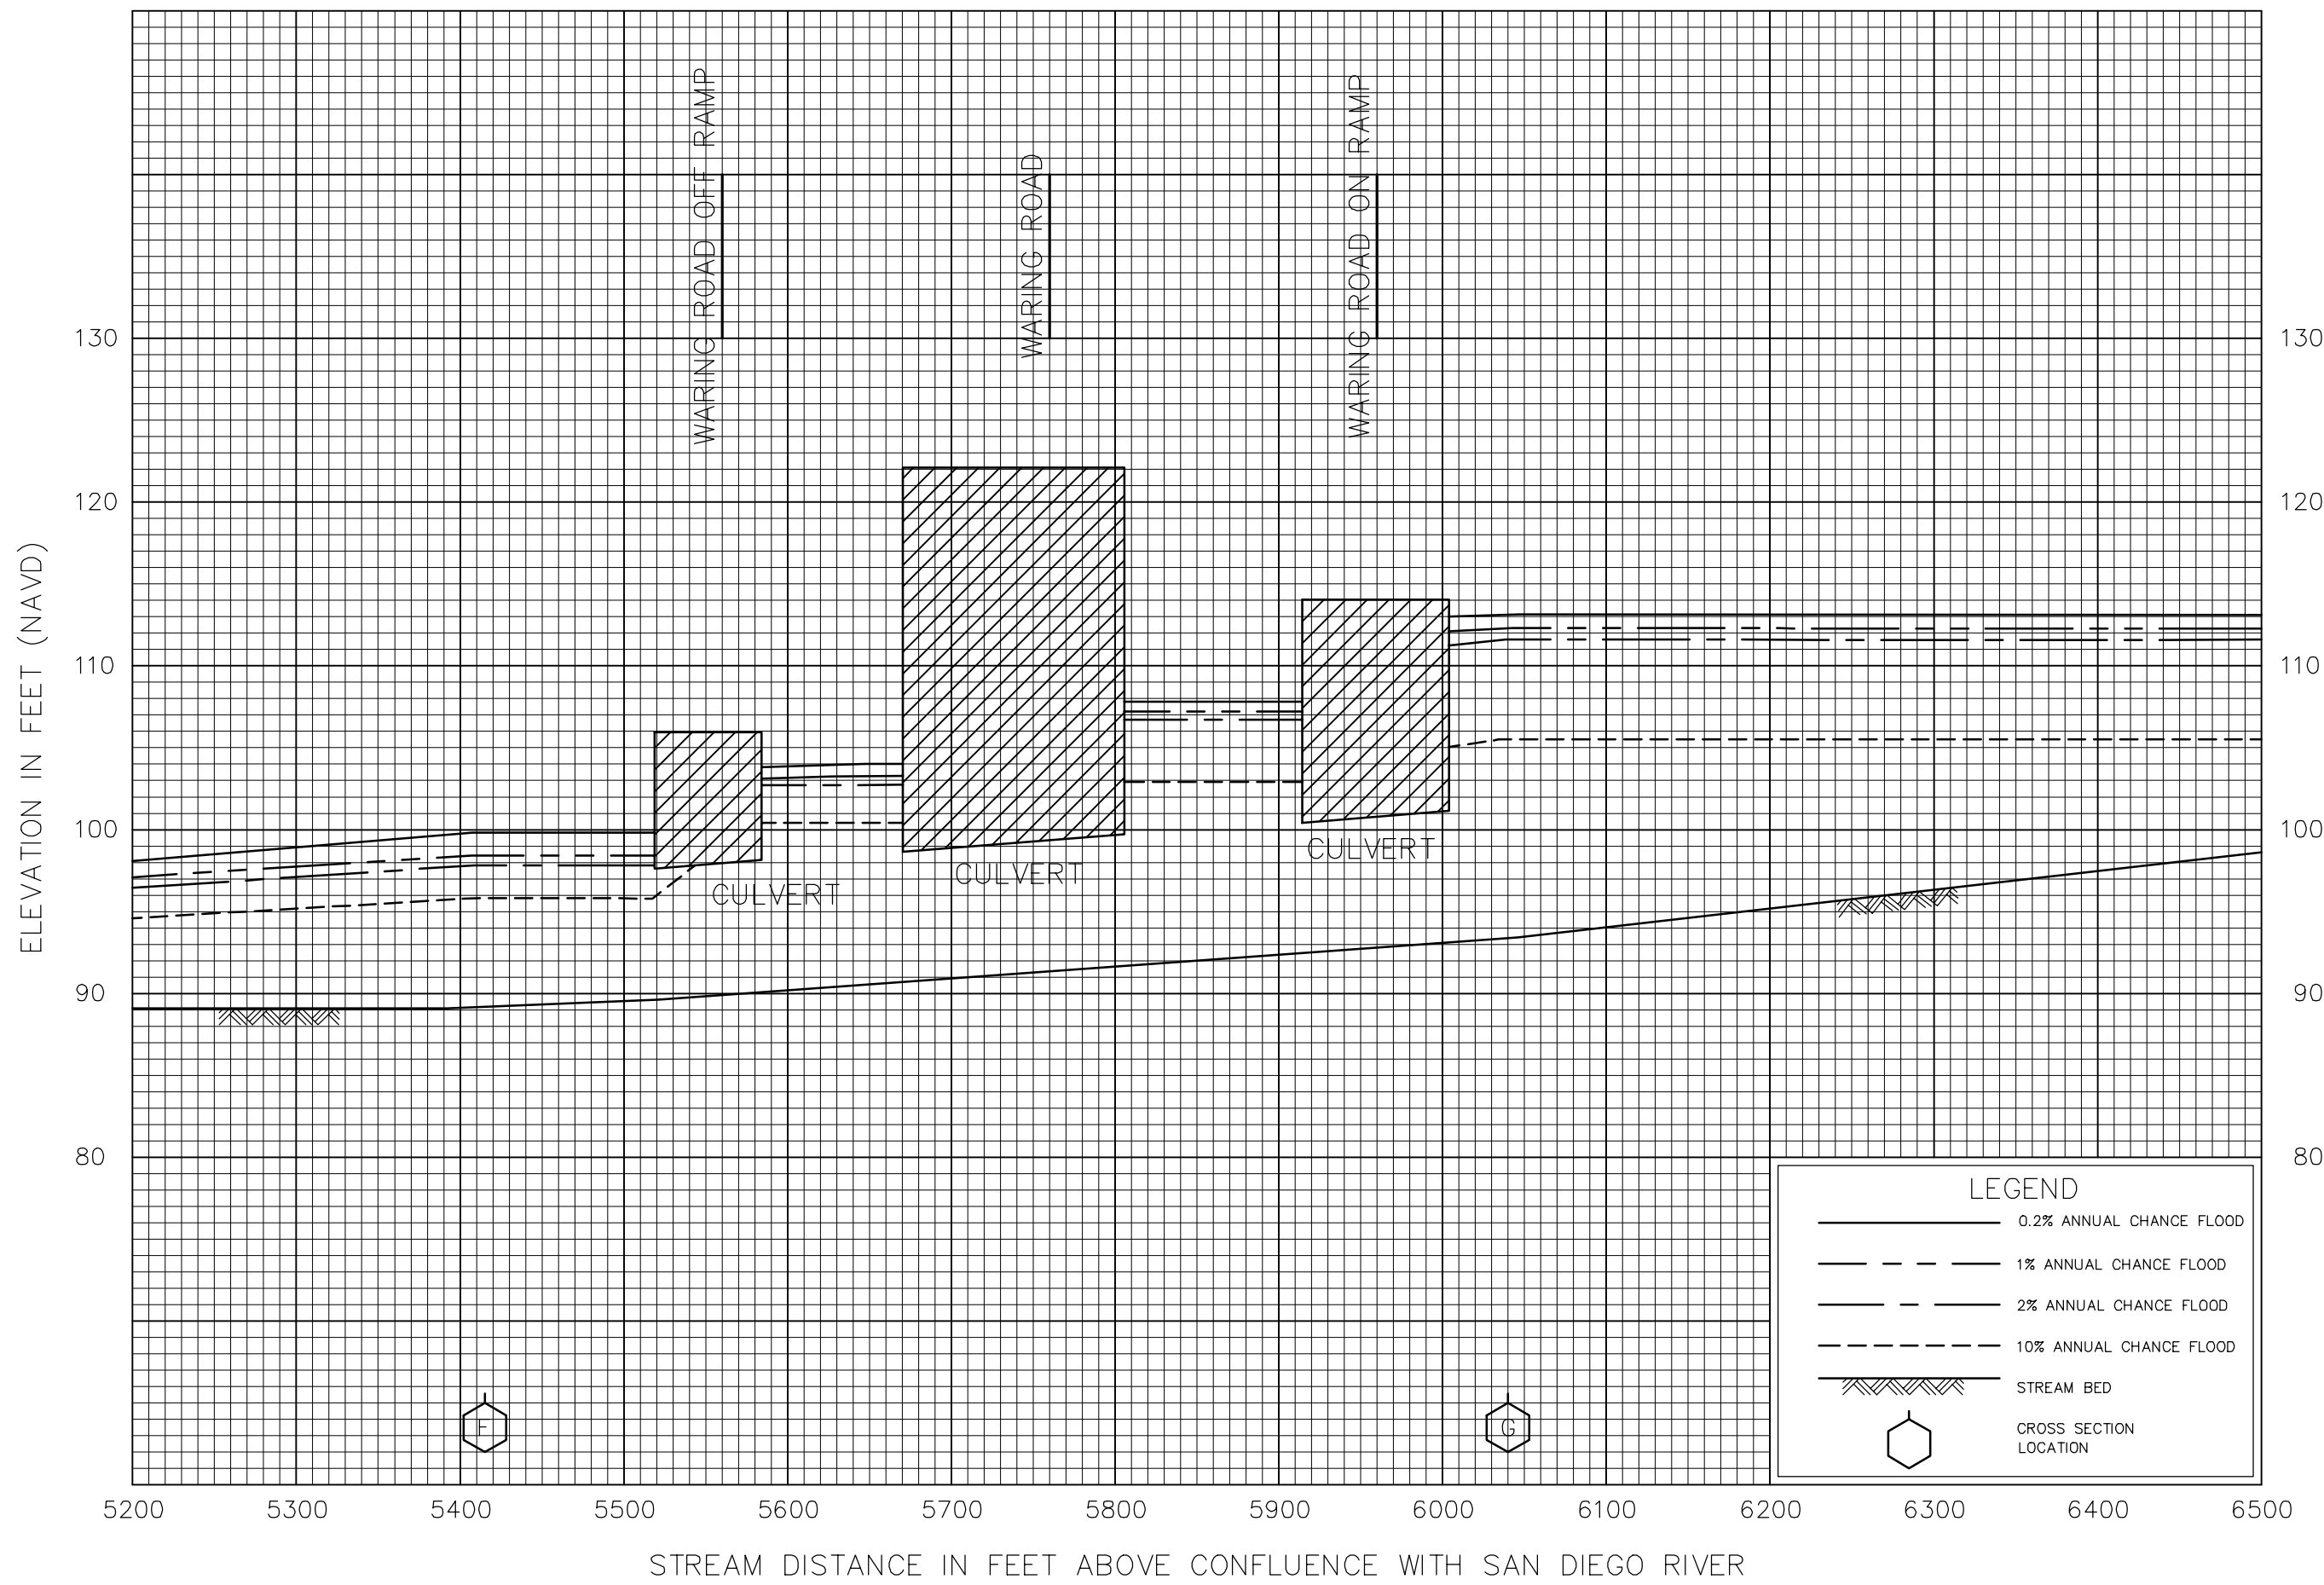 WARING ROAD OFF RAMP
WARING ROAD
WARING ROAD ON RAMP
ELEVATION IN FEET (NAVD)
130
120
110
100
90
80
130
120
110
100
90
80
CULVERT
CULVERT
CULVERT
F
G
LEGEND
0.2% ANNUAL CHANCE FLOOD
1% ANNUAL CHANCE FLOOD
2% ANNUAL CHANCE FLOOD
10% ANNUAL CHANCE FLOOD
STREAM BED
CROSS SECTION
LOCATION
5200 5300 5400 5500 5600 5700 5800 5900 6000 6100 6200 6300 6400 6500
STREAM DISTANCE IN FEET ABOVE CONFLUENCE WITH SAN DIEGO RIVER